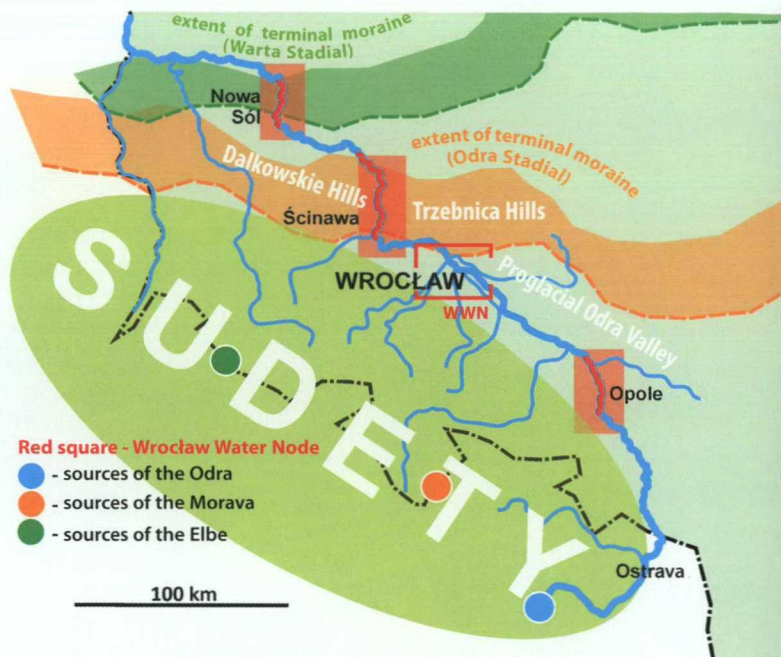 extent of terminal moraine
(Warta Stadial)
Nowa
Sól
extent of terminal moraine
(Odra Stadial)
Dalkowskie Hills
Trzebnica Hills
Ścinawa
WROCŁAW
WWN
Proglacial Odra Valley
Opole
SUDETY
Red square - Wrocław Water Node
- sources of the Odra
- sources of the Morava
- sources of the Elbe
Ostrava
100 km